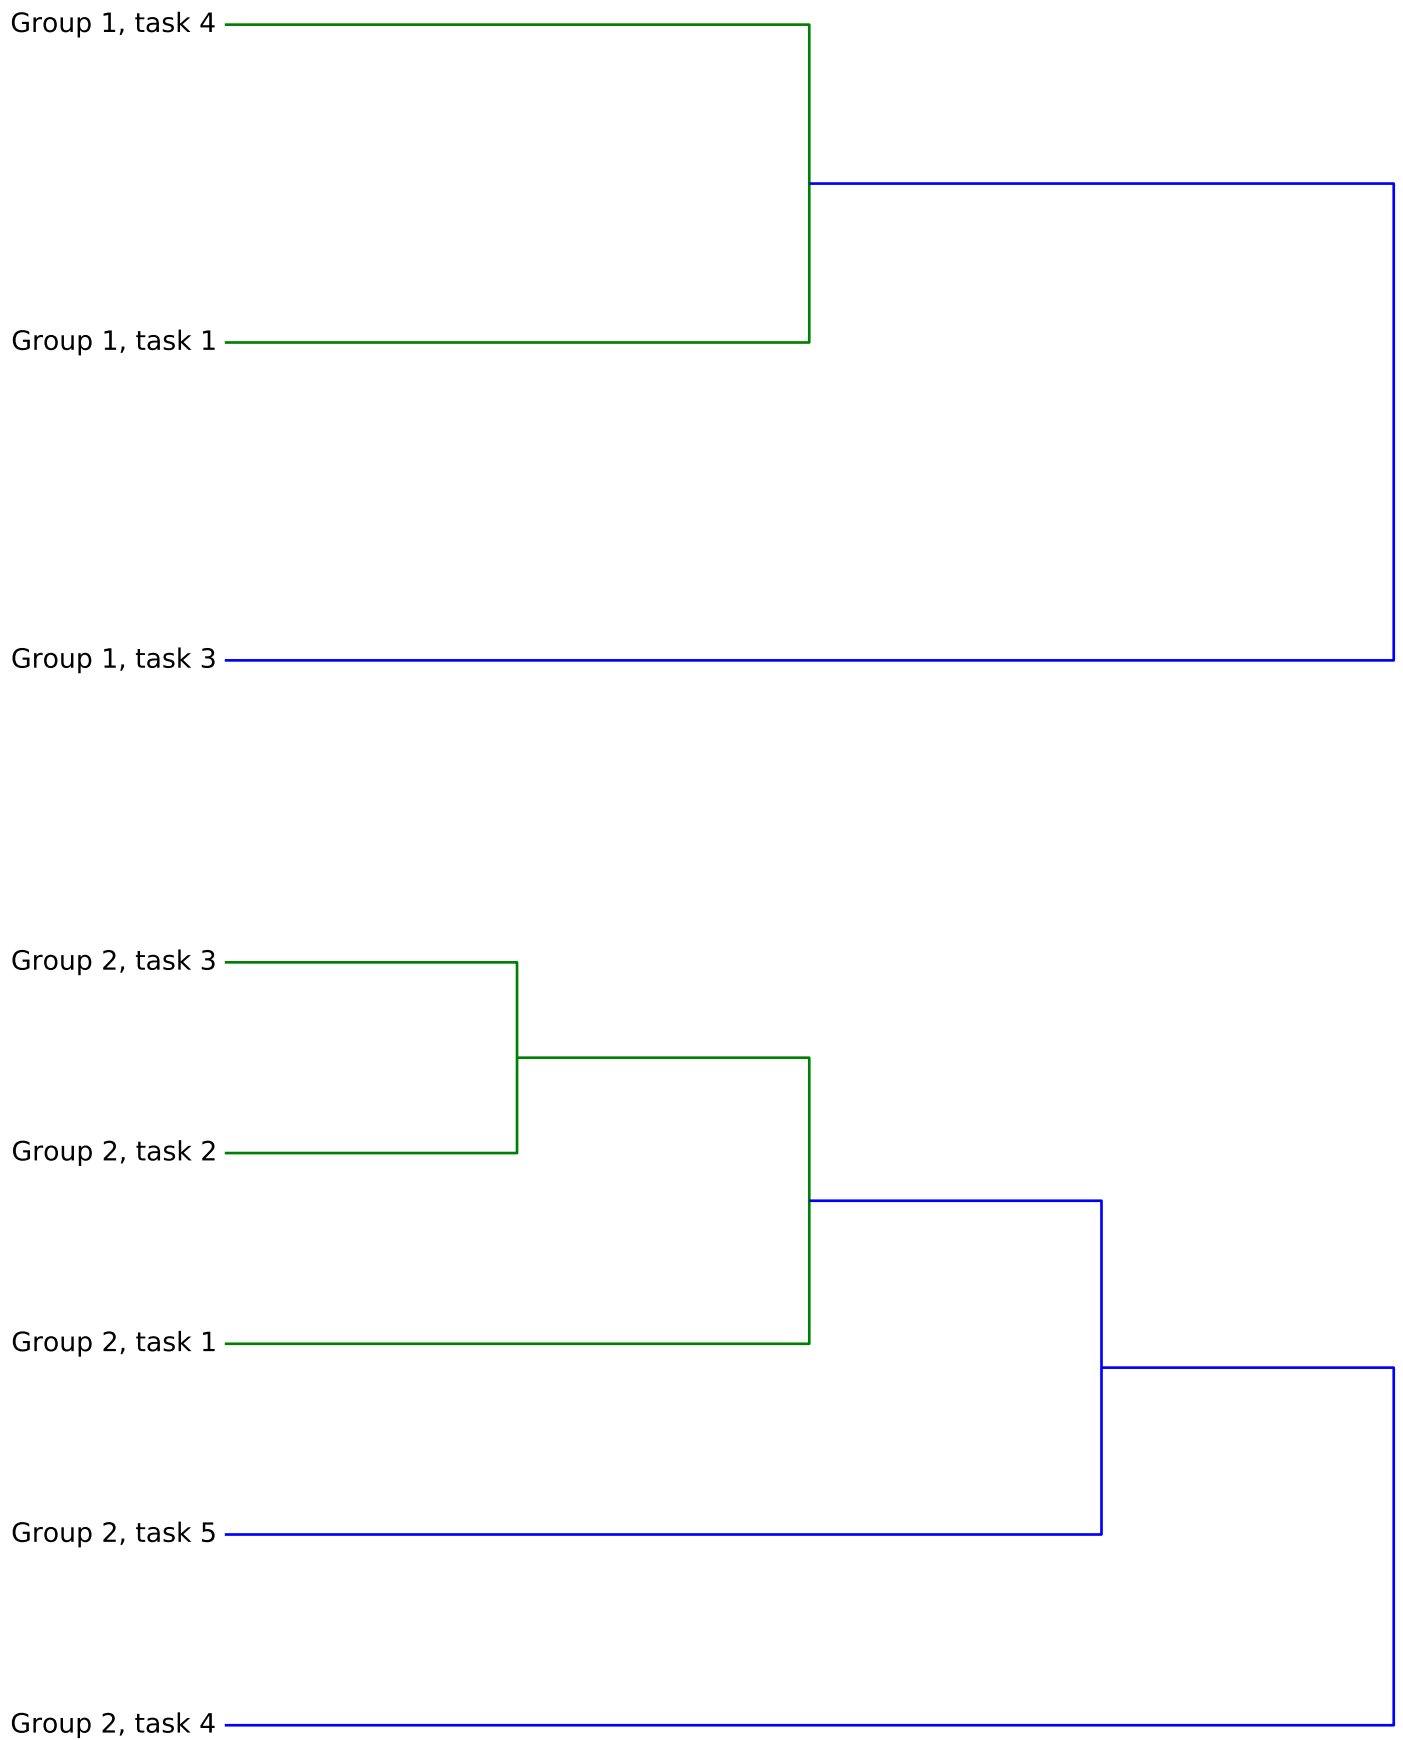 Group 1, task 4
Group 1, task 1
Group 1, task 3
Group 2, task 3
Group 2, task 2
Group 2, task 1
Group 2, task 5
Group 2, task 4